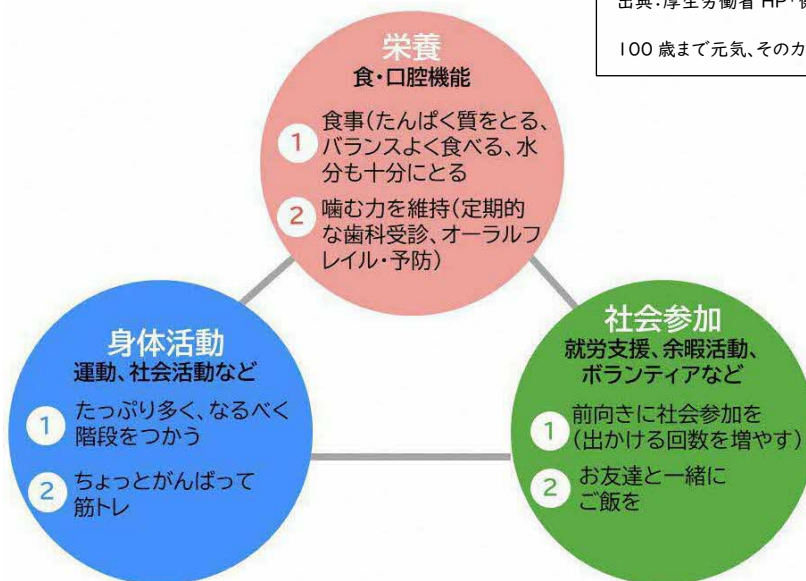 出典:厚生労働省 HP「
100 歳まで元気、そのカ
栄養
食・口腔機能
1 食事(たんぱく質をとる、
バランスよく食べる、水
分も十分にとる
2 噛む力を維持(定期的
な歯科受診、オーラルフ
レイル・予防)
身体活動
運動、社会活動など
1 たっぷり多く、なるべく
階段をつかう
2 ちょっとがんばって
筋トレ
社会参加
就労支援、余暇活動、
ボランティアなど
1 前向きに社会参加を
(出かける回数を増やす)
2 お友達と一緒に
ご飯を